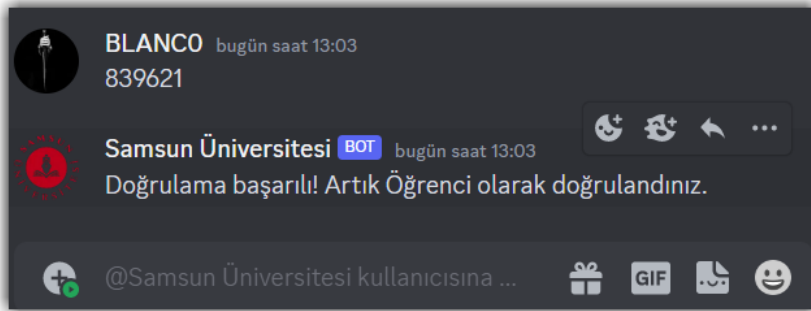 BLANC0 bugün saat 13:03
839621
Samsun Üniversitesi BOT bugün saat 13:03
Doğrulama başarılı! Artık Öğrenci olarak doğrulandınız.
@Samsun Üniversitesi kullanıcısına ...
GIF